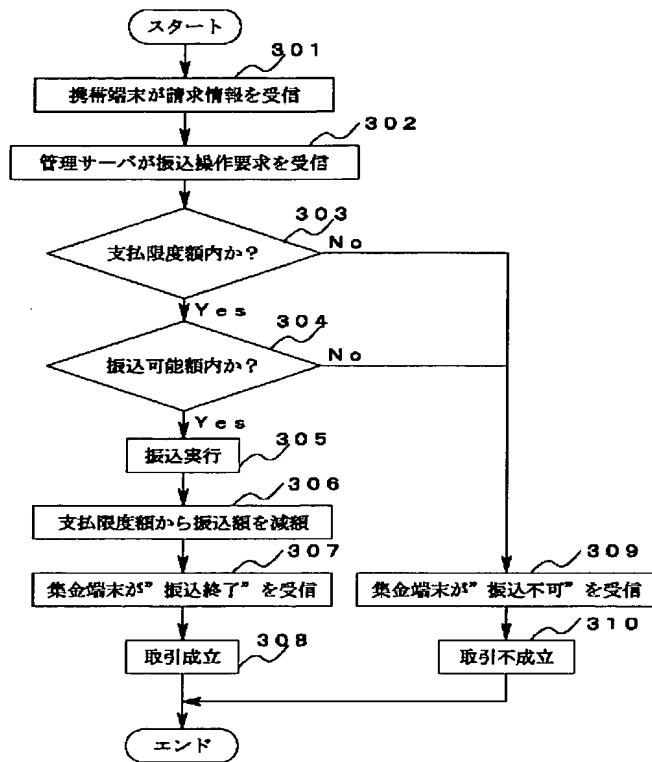 スタート
301
携帯端末が請求情報を受信
302
管理サーバが振込操作要求を受信
303
支払限度額内か?
No
Yes
304
振込可能額内か?
No
Yes
305
振込実行
306
支払限度額から振込額を減額
307
集金端末が”振込終了”を受信
309
集金端末が”振込不可”を受信
308
取引成立
310
取引不成立
エンド